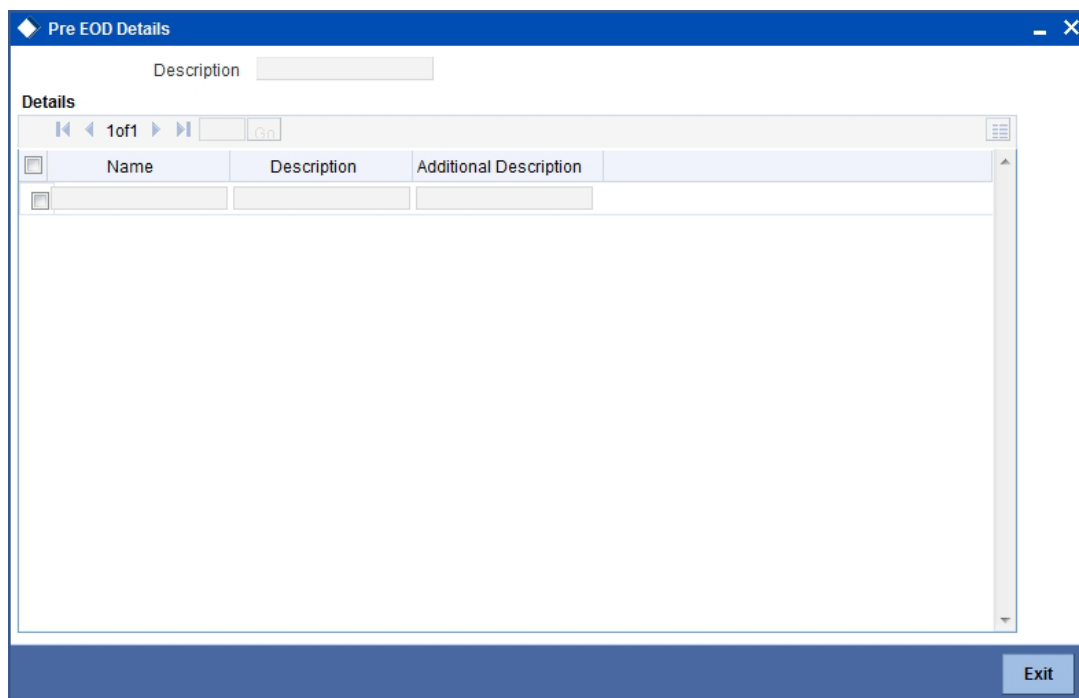 Pre EOD Details
Description
Details
1of1 Go
Name Description Additional Description
Exit